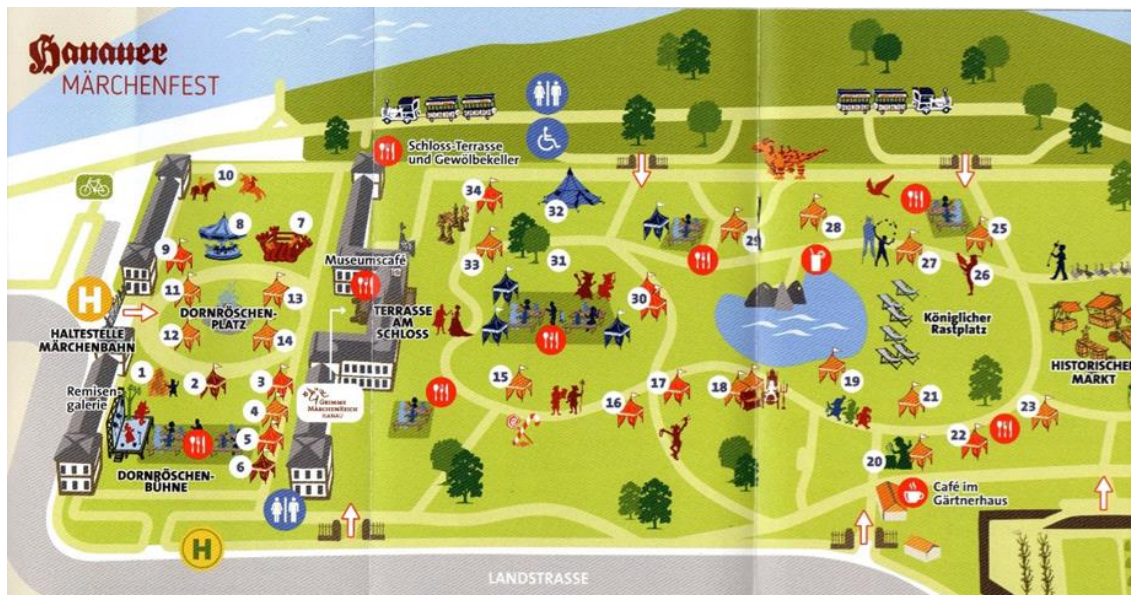 Hanauer
MÄRCHENFEST
Schloss-Terrasse
und Gewölbekeller
10
34
32
8
7
9
33
31
29
28
27
25
26
Museumscafé
H
11
13
30
HALTESTELLE
MÄRCHENBAHN
DORNRÖSCHEN-
PLATZ
TERRASSE
AM
SCHLOSS
Königlicher
Rastplatz
12
14
HISTORISCHER
MARKT
1
2
3
Remisen-
galerie
GRIMMS
MÄRCHENREICH
HANAU
15
16
17
18
19
21
4
5
6
23
22
20
DORNRÖSCHEN-
BÜHNE
Café im
Gärtnerhaus
H
LANDSTRASSE